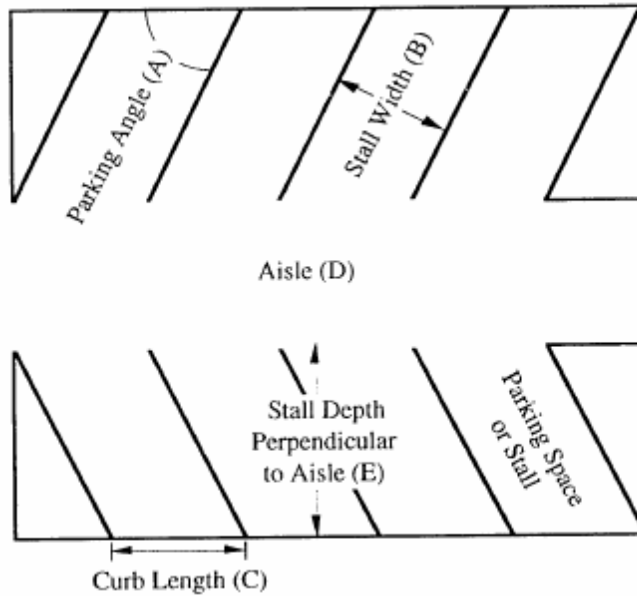 Parking Angle (A)
Stall Width (B)
Aisle (D)
Stall Depth
Perpendicular
to Aisle (E)
Parking Space
or Stall
Curb Length (C)